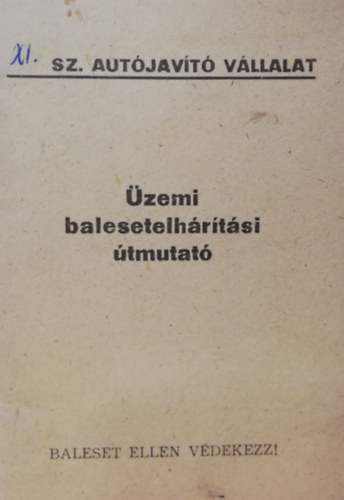 XI. SZ. AUTÓJAVÍTÓ VÁLLALAT
Üzemi
balesetelhárítási
útmutató
BALESET ELLEN VÉDEKEZZ!